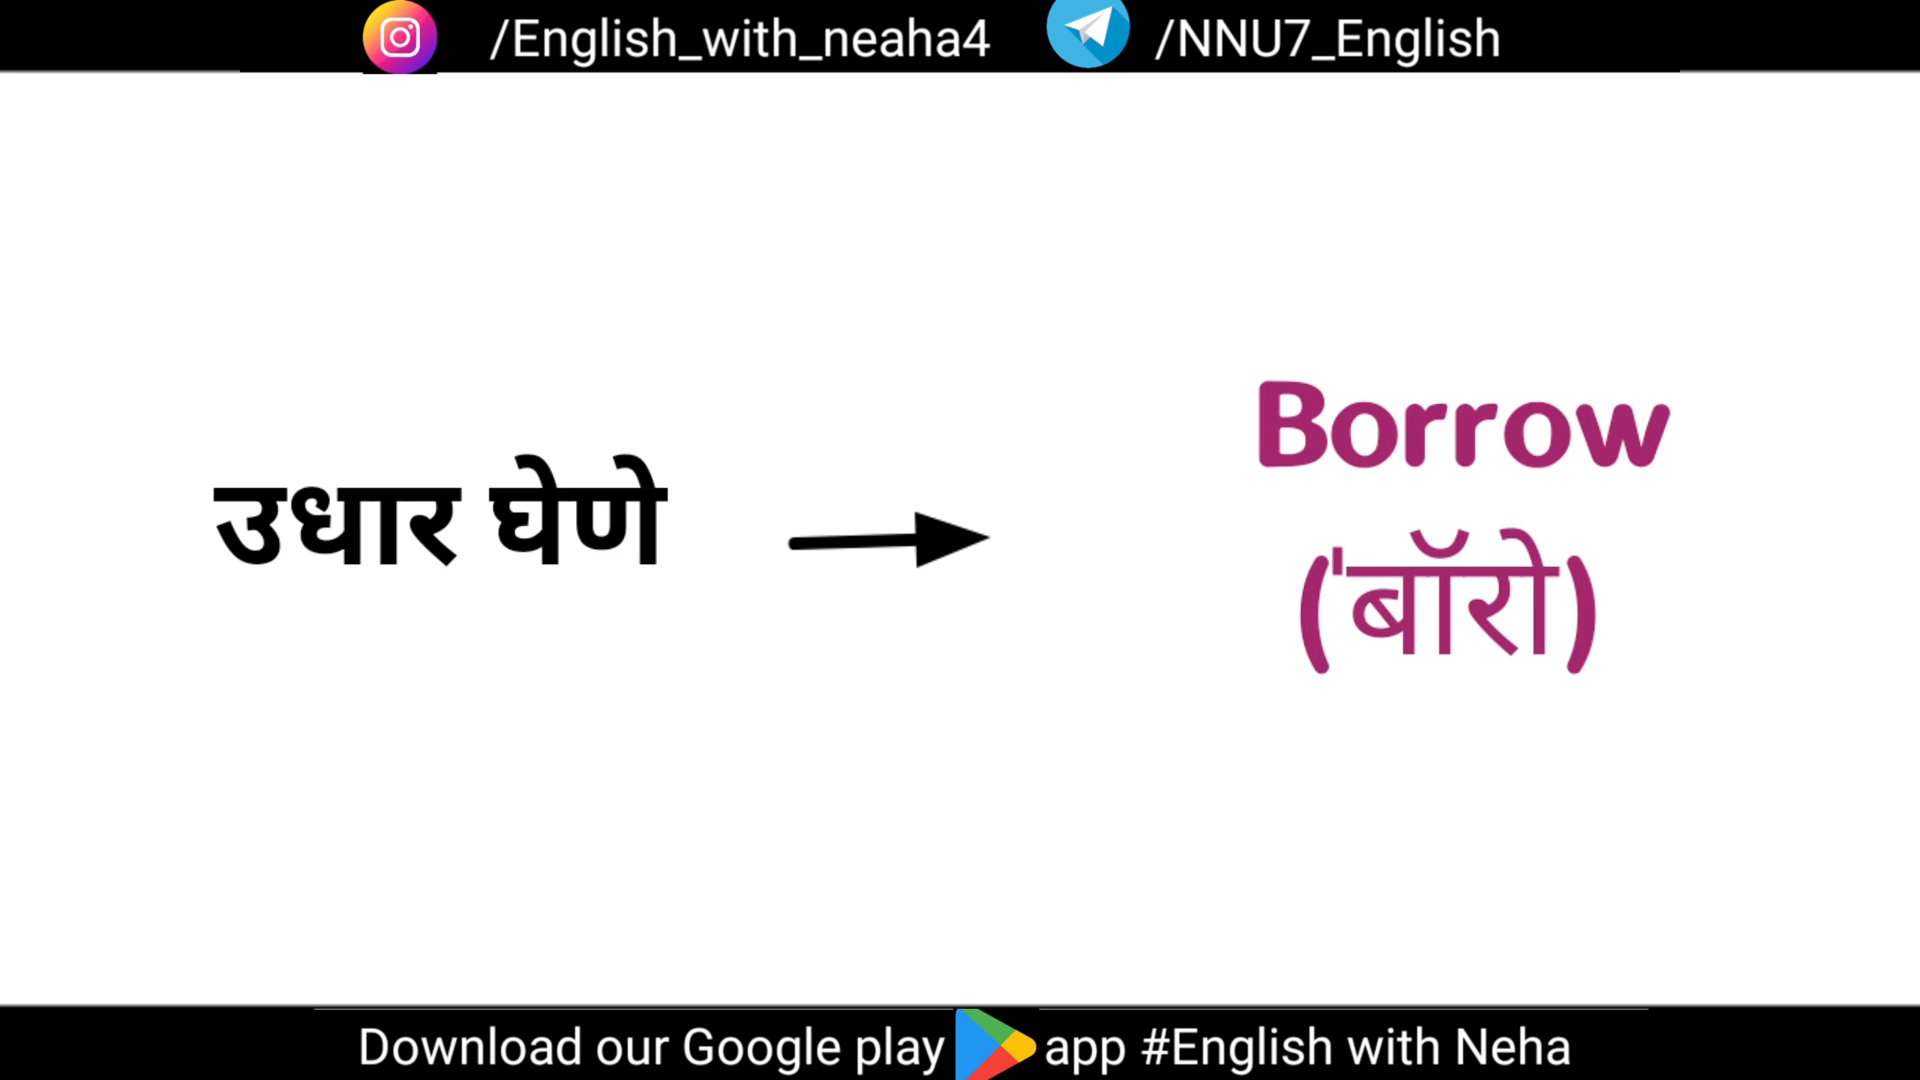 /English_with_neaha4 /NNU7_English
Borrow
उधार घेणे
('बॉरो)
Download our Google play app #English with Neha